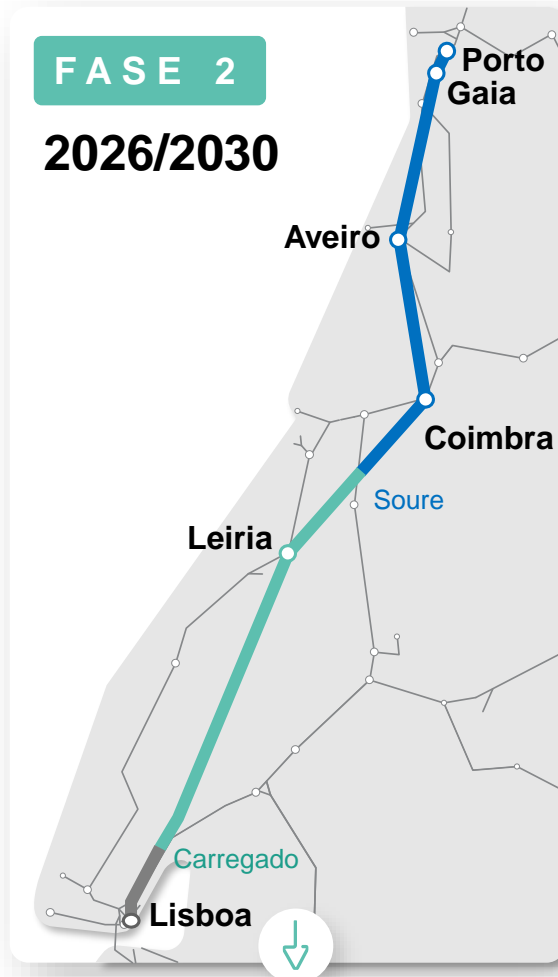 FASE 2
2026/2030
Porto
Gaia
Aveiro
Coimbra
Soure
Leiria
Carregado
Lisboa